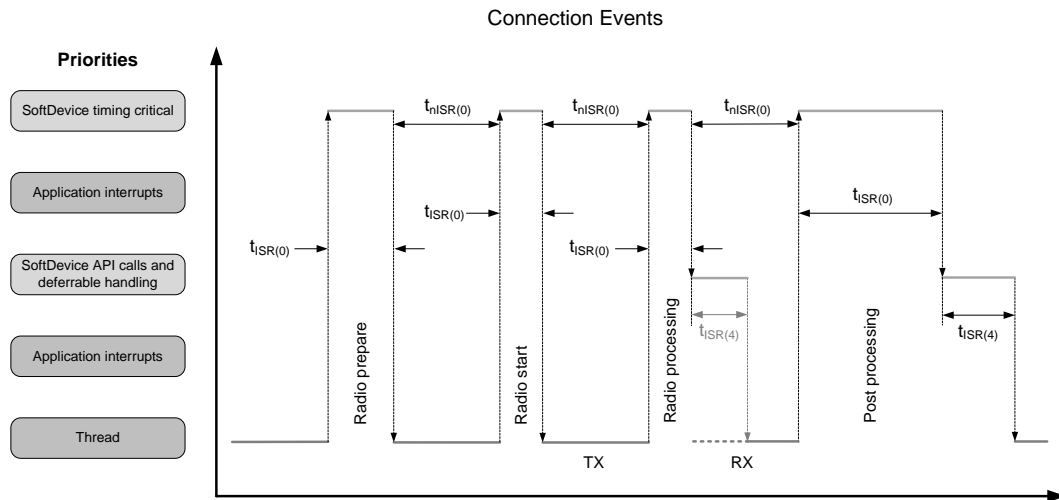 Connection Events
Priorities
SoftDevice timing critical
Application interrupts
SoftDevice API calls and
deferrable handling
Application interrupts
Thread
tnISR(0)
tnISR(0)
tnISR(0)
tISR(0)
tISR(0)
tISR(0)
tISR(0)
tISR(4)
tISR(4)
Radio prepare
Radio start
Radio processing
Post processing
TX
RX